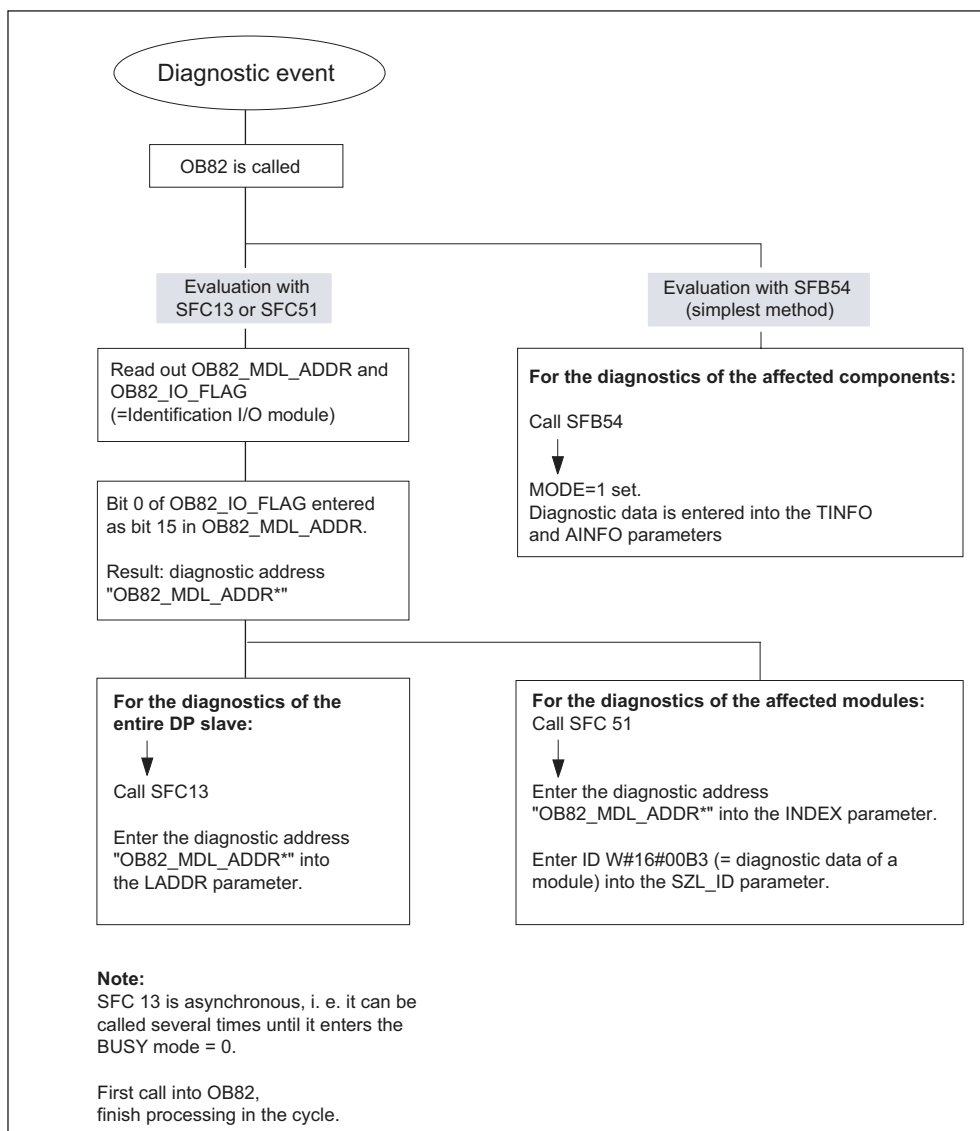 Diagnostic event
OB82 is called
Evaluation with
SFC13 or SFC51
Evaluation with SFB54
(simplest method)
Read out OB82_MDL_ADDR and
OB82_IO_FLAG
(=Identification I/O module)
For the diagnostics of the affected components:
Call SFB54
MODE=1 set.
Diagnostic data is entered into the TINFO
and AINFO parameters
Bit 0 of OB82_IO_FLAG entered
as bit 15 in OB82_MDL_ADDR.
Result: diagnostic address
"OB82_MDL_ADDR*"
For the diagnostics of the
entire DP slave:
Call SFC13
Enter the diagnostic address
"OB82_MDL_ADDR*" into
the LADDR parameter.
For the diagnostics of the affected modules:
Call SFC 51
Enter the diagnostic address
"OB82_MDL_ADDR*" into the INDEX parameter.
Enter ID W#16#00B3 (= diagnostic data of a
module) into the SZL_ID parameter.
Note:
SFC 13 is asynchronous, i. e. it can be
called several times until it enters the
BUSY mode = 0.
First call into OB82,
finish processing in the cycle.